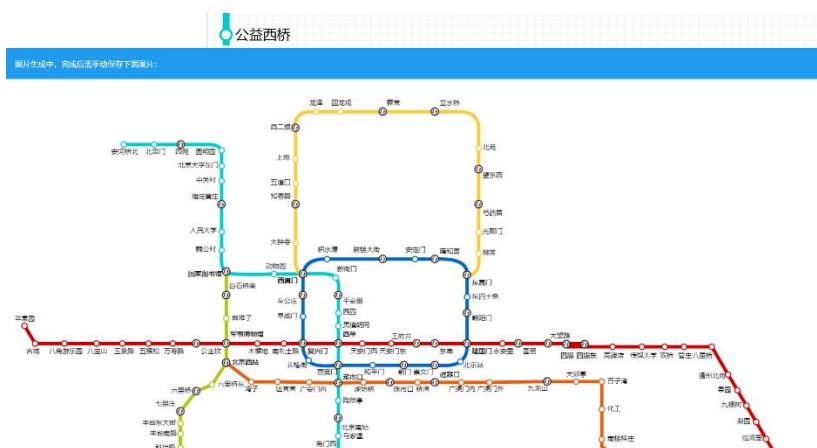 公益西桥
图片生成中，完成后需手动保存下面图片：
龙泽 回龙观 霍营 立水桥
西二旗
安河桥北 北宫门 西苑 圆明园
北苑
上地
北京大学东门
望京西
中关村
五道口
知春路
海淀黄庄
芍药居
人民大学
光熙门
大钟寺
积水潭 鼓楼大街 安定门 雍和宫
魏公村
柳芳
动物园
新街口
国家图书馆
西直门
东直门
白石桥南
车公庄 平安里
东四十条
西四
阜成门
朝阳门
灵境胡同
苹果园
军事博物馆
西单
王府井
大望路
古城 八角游乐园 八宝山 玉泉路 五棵松 万寿路 公主坟 木樨地 南礼士路 复兴门 天安门西 天安门东 东单 建国门 永安里 国贸 四惠 四惠东 高碑店 传媒大学 双桥 管庄 八里桥
北京西站
长椿街
宣武门 和平门 前门 崇文门
北京站
通州北苑
菜市口
磁器口
六里桥东
六里桥
湾子 达官营 广安门内 虎坊桥 珠市口 桥湾 广渠门内 广渠门外 九龙山
大郊亭
百子湾
果园
七里庄
陶然亭
九棵树
化工
丰台东大街
梨园
北京南站
丰台南路
马家堡
南楼梓庄
临河里
角门西
科怡路